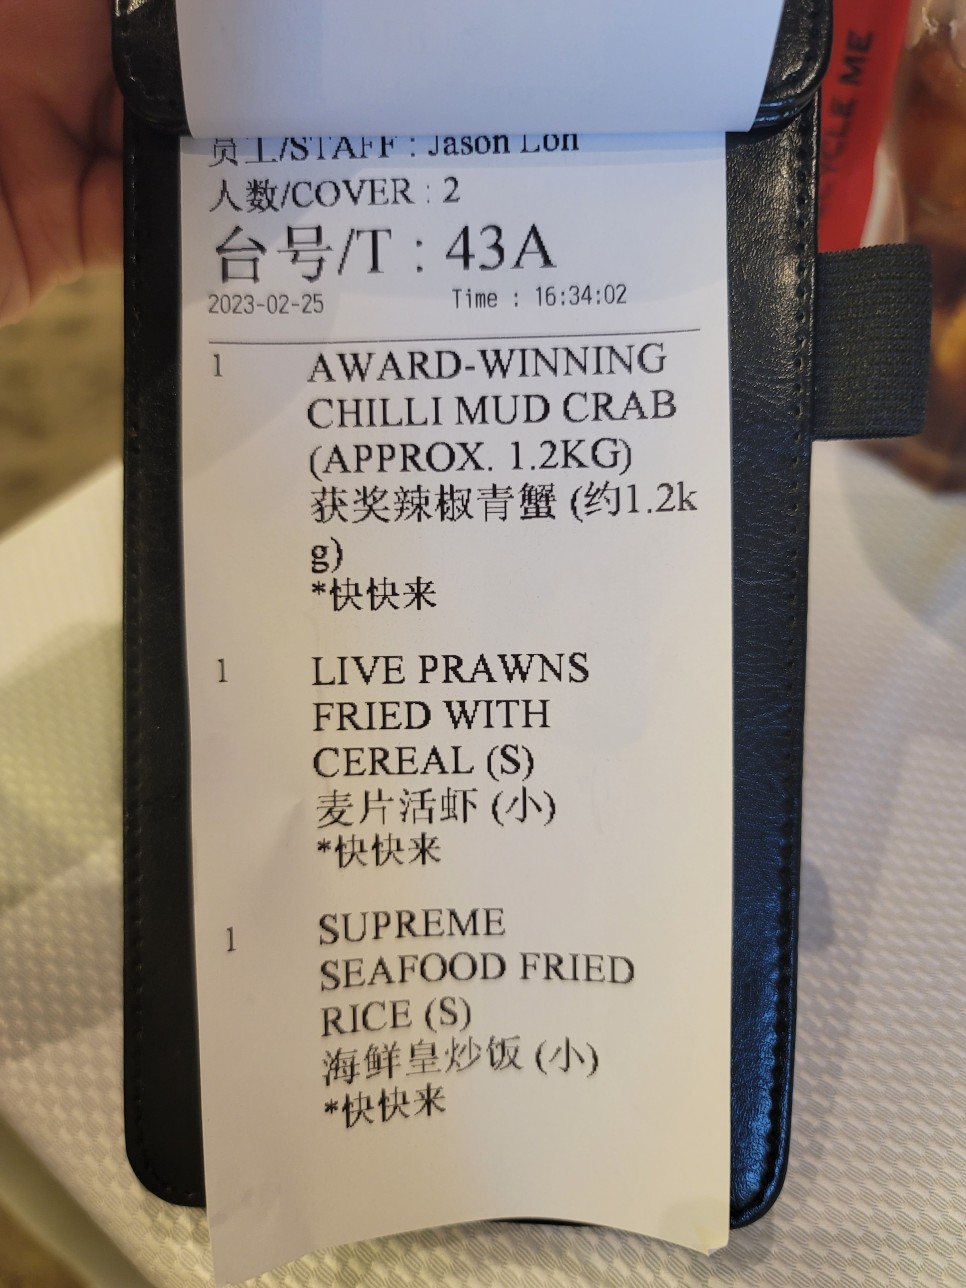 员工/STAFF : Jason Loh
人数/COVER : 2
台号/T : 43A
2023-02-25 Time : 16:34:02
1 AWARD-WINNING
CHILLI MUD CRAB
(APPROX. 1.2KG)
获奖辣椒青蟹 (约1.2k
g)
*快快来
1 LIVE PRAWNS
FRIED WITH
CEREAL (S)
麦片活虾 (小)
*快快来
1 SUPREME
SEAFOOD FRIED
RICE (S)
海鲜皇炒饭 (小)
*快快来
CYCLE ME